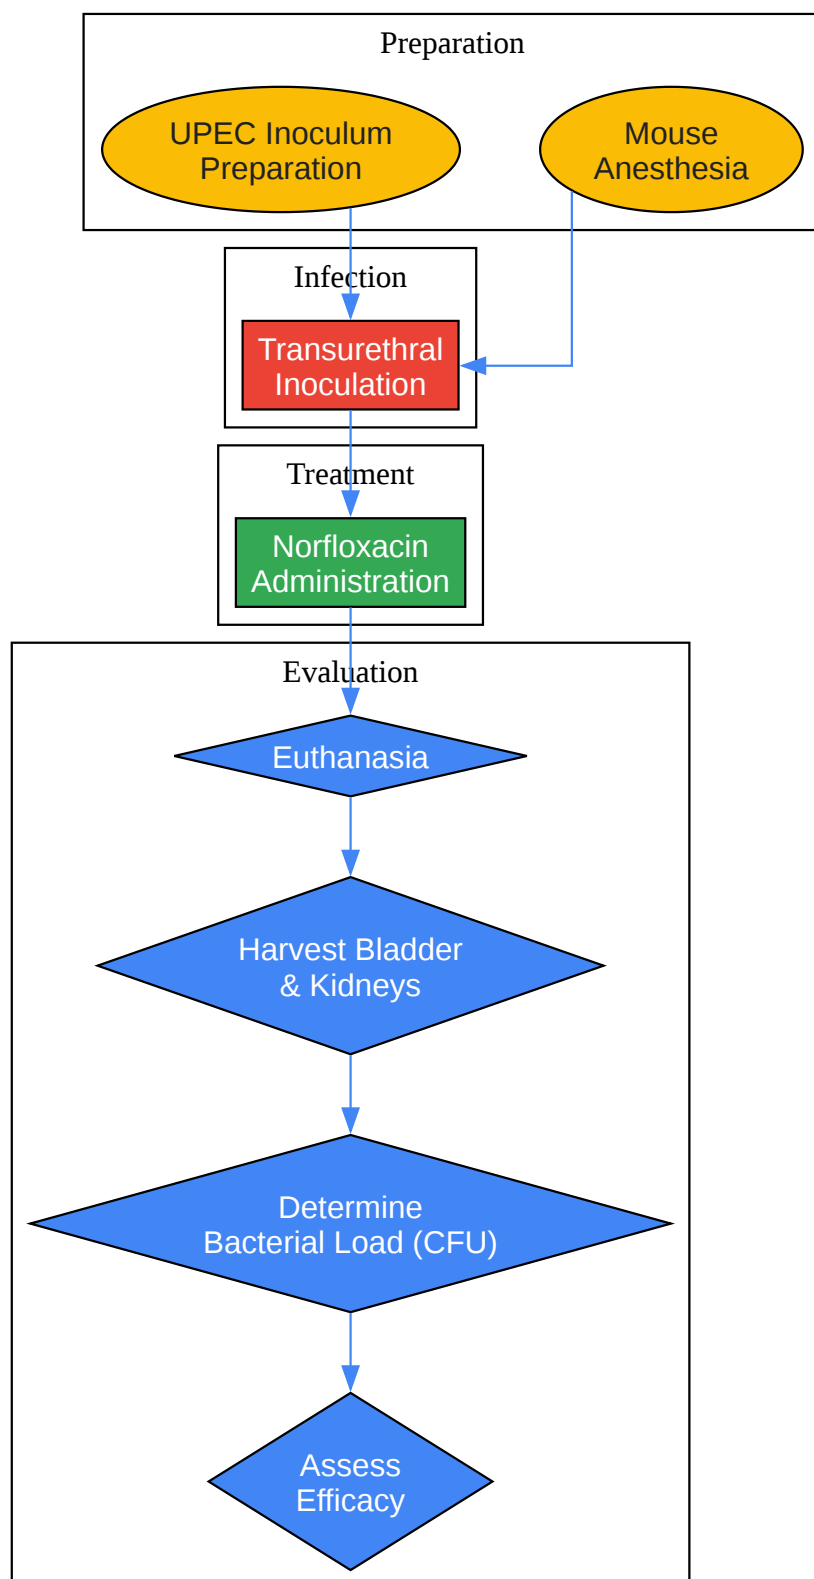 Preparation
UPEC Inoculum
Preparation
Mouse
Anesthesia
Infection
Transurethral
Inoculation
Treatment
Norfloxacin
Administration
Evaluation
Euthanasia
Harvest Bladder
& Kidneys
Determine
Bacterial Load (CFU)
Assess
Efficacy